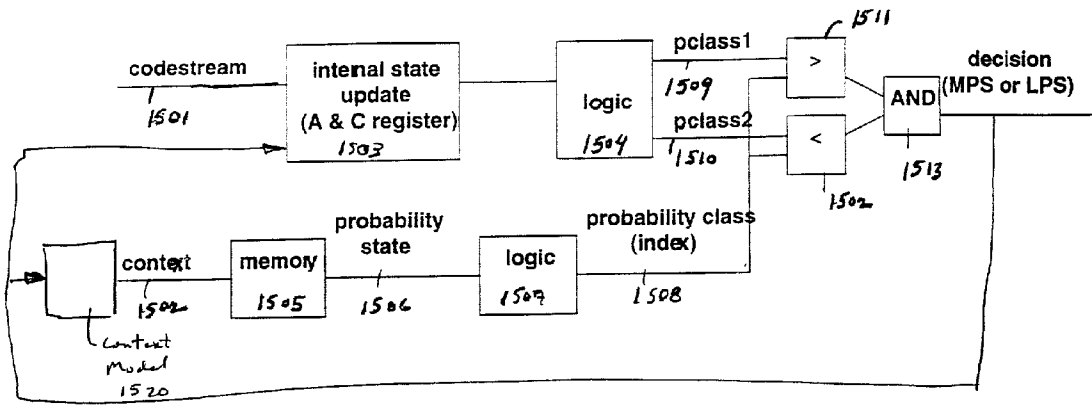 1511
codestream
1501
internal state
update
(A & C register)
1503
logic
1504
pclass1
1509
pclass2
1510
>
<
1502
AND
1513
decision
(MPS or LPS)
context
1502
memory
1505
probability
state
1506
logic
1507
probability class
(index)
1508
Context
Model
1520